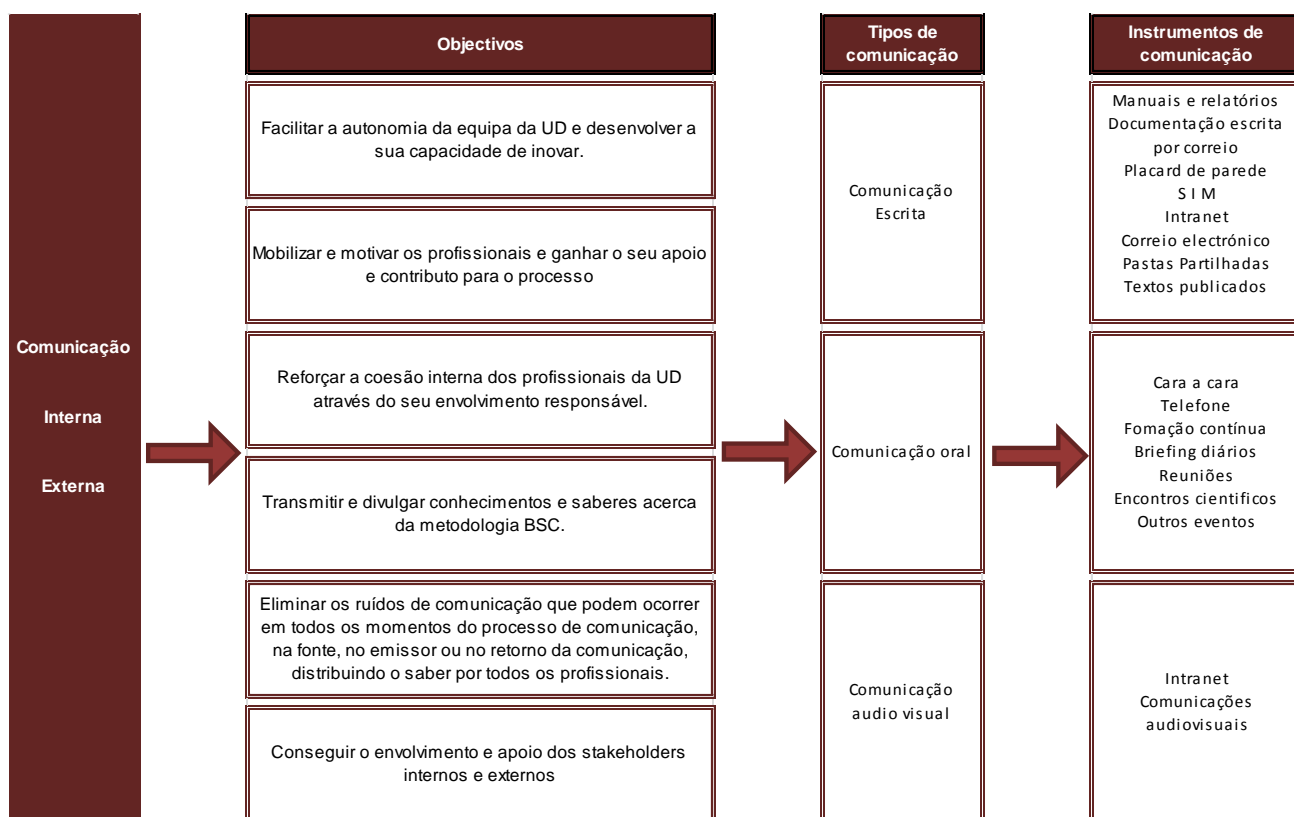 Comunicação
Interna
Externa
Objectivos
Facilitar a autonomia da equipa da UD e desenvolver a
sua capacidade de inovar.
Mobilizar e motivar os profissionais e ganhar o seu apoio
e contributo para o processo
Reforçar a coesão interna dos profissionais da UD
através do seu envolvimento responsável.
Transmitir e divulgar conhecimentos e saberes acerca
da metodologia BSC.
Eliminar os ruídos de comunicação que podem ocorrer
em todos os momentos do processo de comunicação,
na fonte, no emissor ou no retorno da comunicação,
distribuindo o saber por todos os profissionais.
Conseguir o envolvimento e apoio dos stakeholders
internos e externos
Tipos de
comunicação
Comunicação
Escrita
Comunicação oral
Comunicação
audio visual
Instrumentos de
comunicação
Manuais e relatórios
Documentação escrita
por correio
Placard de parede
S I M
Intranet
Correio electrónico
Pastas Partilhadas
Textos publicados
Cara a cara
Telefone
Fomação contínua
Briefing diários
Reuniões
Encontros cientificos
Outros eventos
Intranet
Comunicações
audiovisuais